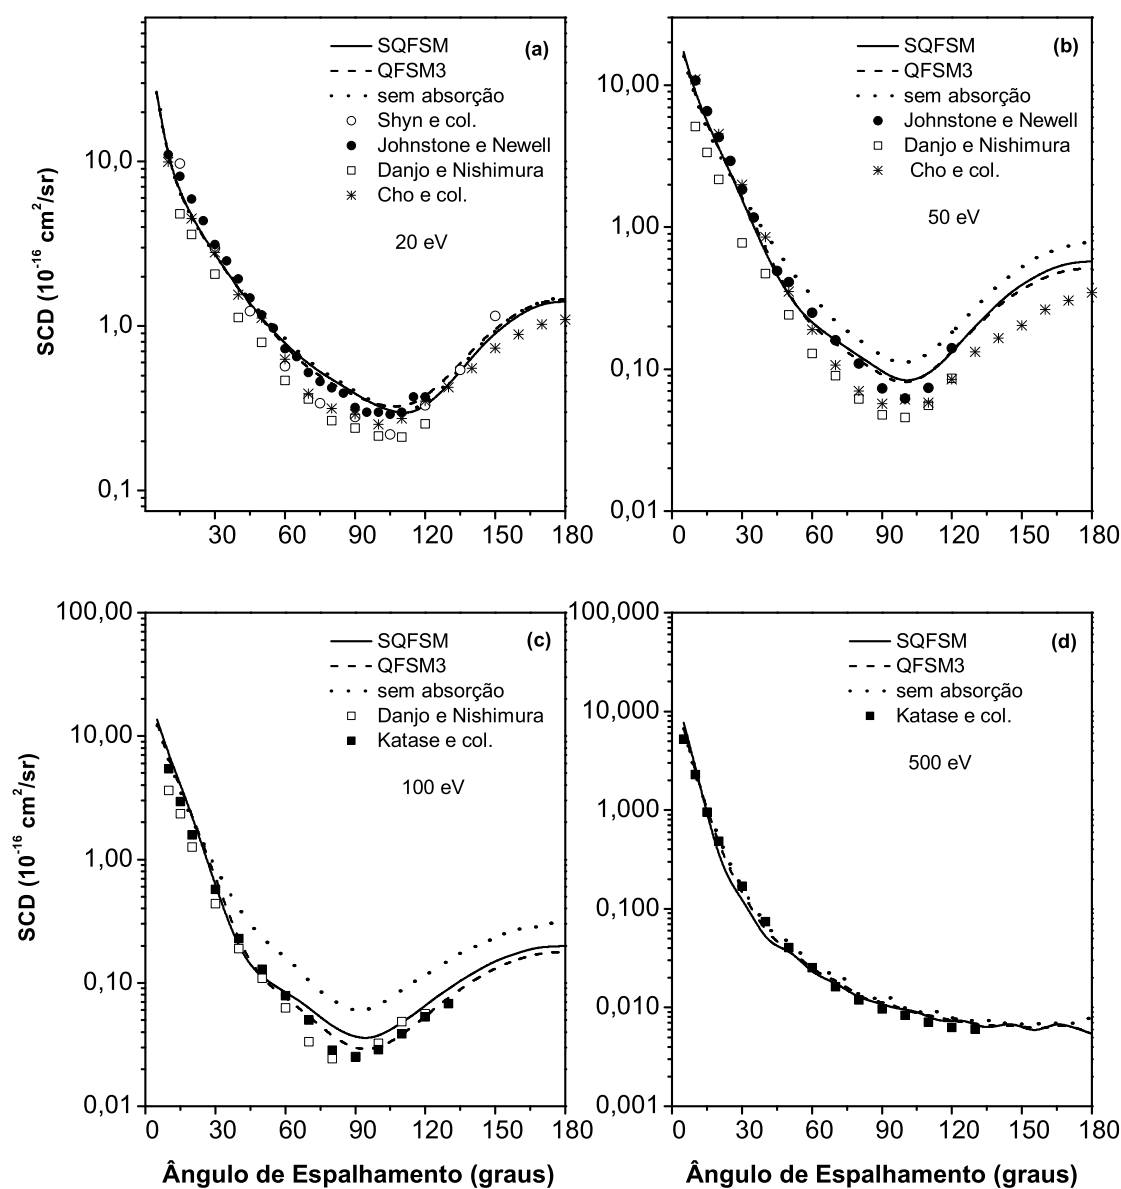 SQFSM
QFSM3
sem absorção
Shyn e col.
Johnstone e Newell
Danjo e Nishimura
Cho e col.
(a)
20 eV
SCD (10⁻¹⁶ cm²/sr)
10,0
1,0
0,1
30
60
90
120
150
180
SQFSM
QFSM3
sem absorção
Johnstone e Newell
Danjo e Nishimura
Cho e col.
(b)
50 eV
10,00
1,00
0,10
0,01
0
30
60
90
120
150
180
SQFSM
QFSM3
sem absorção
Danjo e Nishimura
Katase e col.
(c)
100 eV
SCD (10⁻¹⁶ cm²/sr)
100,00
10,00
1,00
0,10
0,01
0
30
60
90
120
150
180
Ângulo de Espalhamento (graus)
SQFSM
QFSM3
sem absorção
Katase e col.
(d)
500 eV
100,000
10,000
1,000
0,100
0,010
0,001
0
30
60
90
120
150
180
Ângulo de Espalhamento (graus)